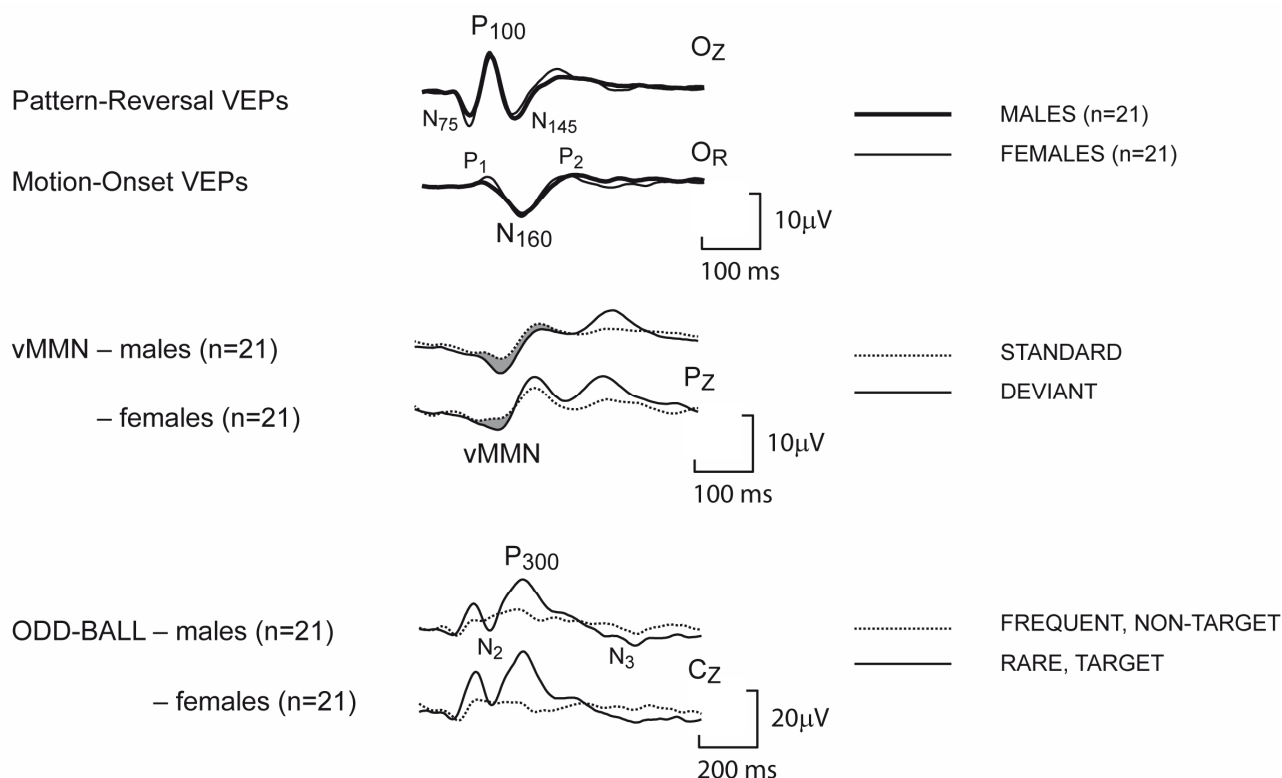 P100
OZ
Pattern-Reversal VEPs
N75
N145
MALES (n=21)
FEMALES (n=21)
P1
P2
OR
Motion-Onset VEPs
N160
10μV
100 ms
vMMN – males (n=21)
– females (n=21)
PZ
vMMN
STANDARD
DEVIANT
10μV
100 ms
P300
ODD-BALL – males (n=21)
N2
N3
FREQUENT, NON-TARGET
RARE, TARGET
– females (n=21)
CZ
20μV
200 ms